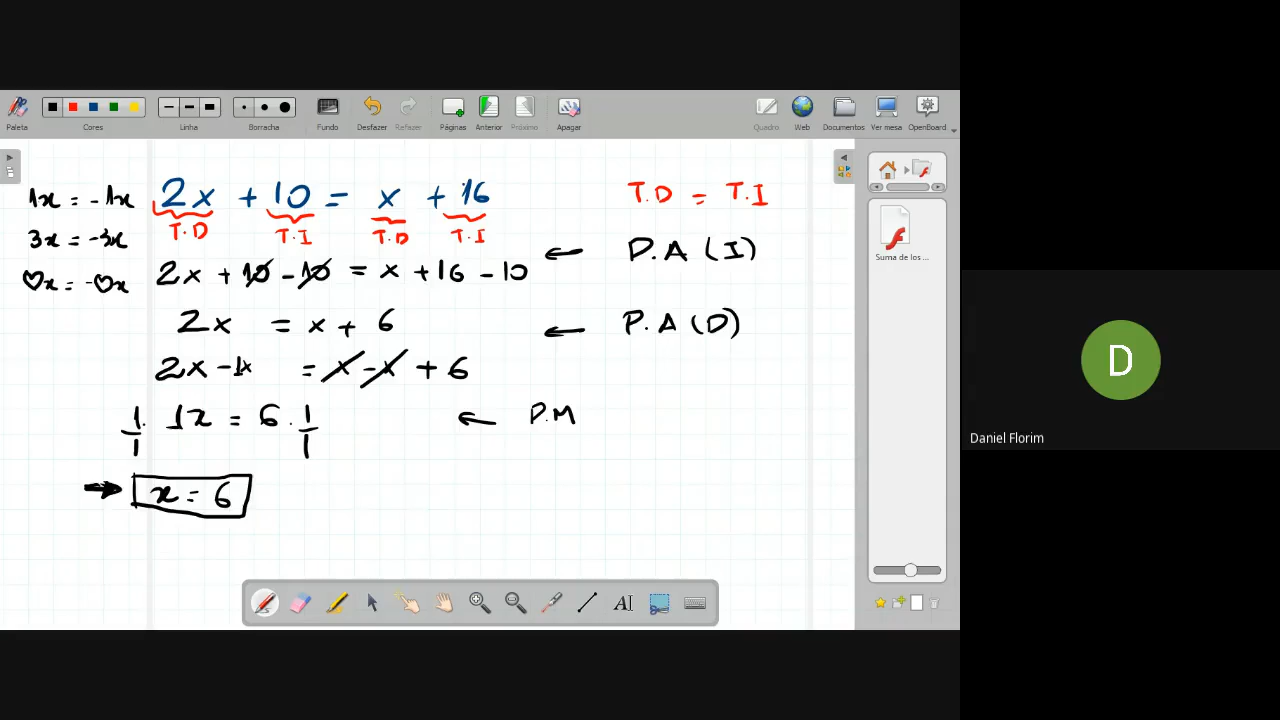 Paleta
Cores
Linha
Borracha
Fundo
Desfazer
Refazer
Páginas
Anterior
Próximo
Apagar
Quadro
Web
Documentos
Ver mesa
OpenBoard
1x = -1x
3x = -3x
♡x = -♡x
2x + 10 = x + 16
T.D T.I T.D T.I
T.D = T.I
2x + 10 - 10 = x + 16 - 10
← P.A (I)
2x = x + 6
← P.A (D)
2x - 1x = x - x + 6
1/1 · 1x = 6 · 1/1
← P.M
→ x = 6
Suma de los ...
AI
D
Daniel Florim